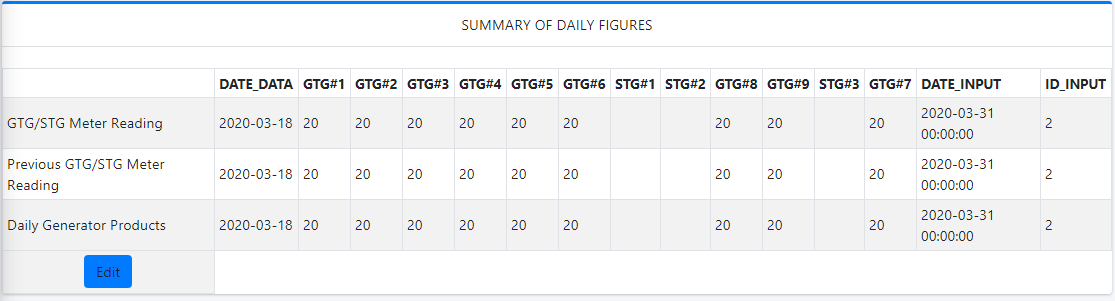 SUMMARY OF DAILY FIGURES
DATE_DATA GTG#1 GTG#2 GTG#3 GTG#4 GTG#5 GTG#6 STG#1 STG#2 GTG#8 GTG#9 STG#3 GTG#7 DATE_INPUT ID_INPUT
GTG/STG Meter Reading 2020-03-18 20 20 20 20 20 20 20 20 20 2020-03-31 00:00:00 2
Previous GTG/STG Meter Reading 2020-03-18 20 20 20 20 20 20 20 20 20 2020-03-31 00:00:00 2
Daily Generator Products 2020-03-18 20 20 20 20 20 20 20 20 20 2020-03-31 00:00:00 2
Edit